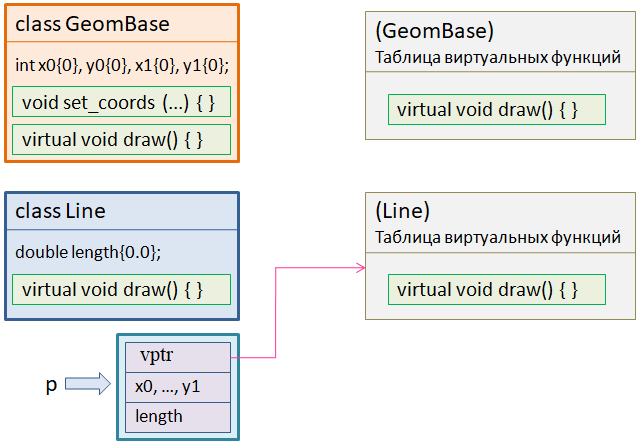 class GeomBase
int x0{0}, y0{0}, x1{0}, y1{0};
void set_coords (...) { }
virtual void draw() { }
(GeomBase)
Таблица виртуальных функций
virtual void draw() { }
class Line
double length{0.0};
virtual void draw() { }
(Line)
Таблица виртуальных функций
virtual void draw() { }
p
vptr
x0, ..., y1
length